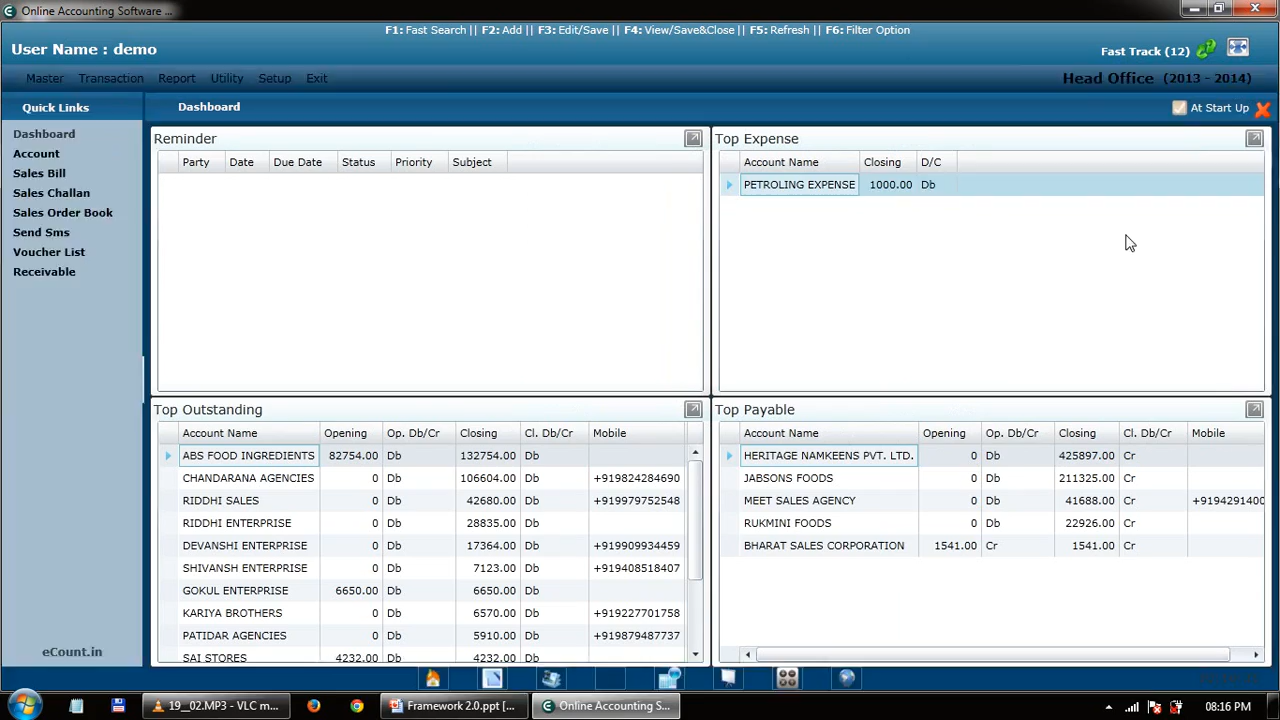 Online Accounting Software ...
F1: Fast Search || F2: Add || F3: Edit/Save || F4: View/Save&Close || F5: Refresh || F6: Filter Option
User Name : demo
Fast Track (12)
Master Transaction Report Utility Setup Exit
Head Office (2013 - 2014)
Quick Links
Dashboard
At Start Up
Dashboard
Account
Sales Bill
Sales Challan
Sales Order Book
Send Sms
Voucher List
Receivable
eCount.in
Reminder
Party Date Due Date Status Priority Subject
Top Expense
Account Name Closing D/C
PETROLING EXPENSE 1000.00 Db
Top Outstanding
Account Name Opening Op. Db/Cr Closing Cl. Db/Cr Mobile
ABS FOOD INGREDIENTS 82754.00 Db 132754.00 Db
CHANDARANA AGENCIES 0 Db 106604.00 Db +919824284690
RIDDHI SALES 0 Db 42680.00 Db +919979752548
RIDDHI ENTERPRISE 0 Db 28835.00 Db
DEVANSHI ENTERPRISE 0 Db 17364.00 Db +919909934459
SHIVANSH ENTERPRISE 0 Db 7123.00 Db +919408518407
GOKUL ENTERPRISE 6650.00 Db 6650.00 Db
KARIYA BROTHERS 0 Db 6570.00 Db +919227701758
PATIDAR AGENCIES 0 Db 5910.00 Db +919879487737
SAI STORES 4232.00 Db 4232.00 Db
Top Payable
Account Name Opening Op. Db/Cr Closing Cl. Db/Cr Mobile
HERITAGE NAMKEENS PVT. LTD. 0 Db 425897.00 Cr
JABSONS FOODS 0 Db 211325.00 Cr
MEET SALES AGENCY 0 Db 41688.00 Cr +9194291400
RUKMINI FOODS 0 Db 22926.00 Cr
BHARAT SALES CORPORATION 1541.00 Cr 1541.00 Cr
19__02.MP3 - VLC m...
Framework 2.0.ppt [...
Online Accounting S...
08:16 PM